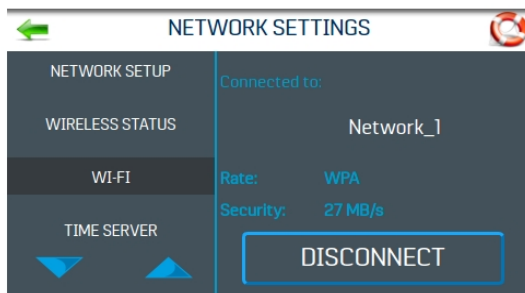 NETWORK SETTINGS
NETWORK SETUP
WIRELESS STATUS
WI-FI
TIME SERVER
Connected to:
Network_1
Rate: WPA
Security: 27 MB/s
DISCONNECT